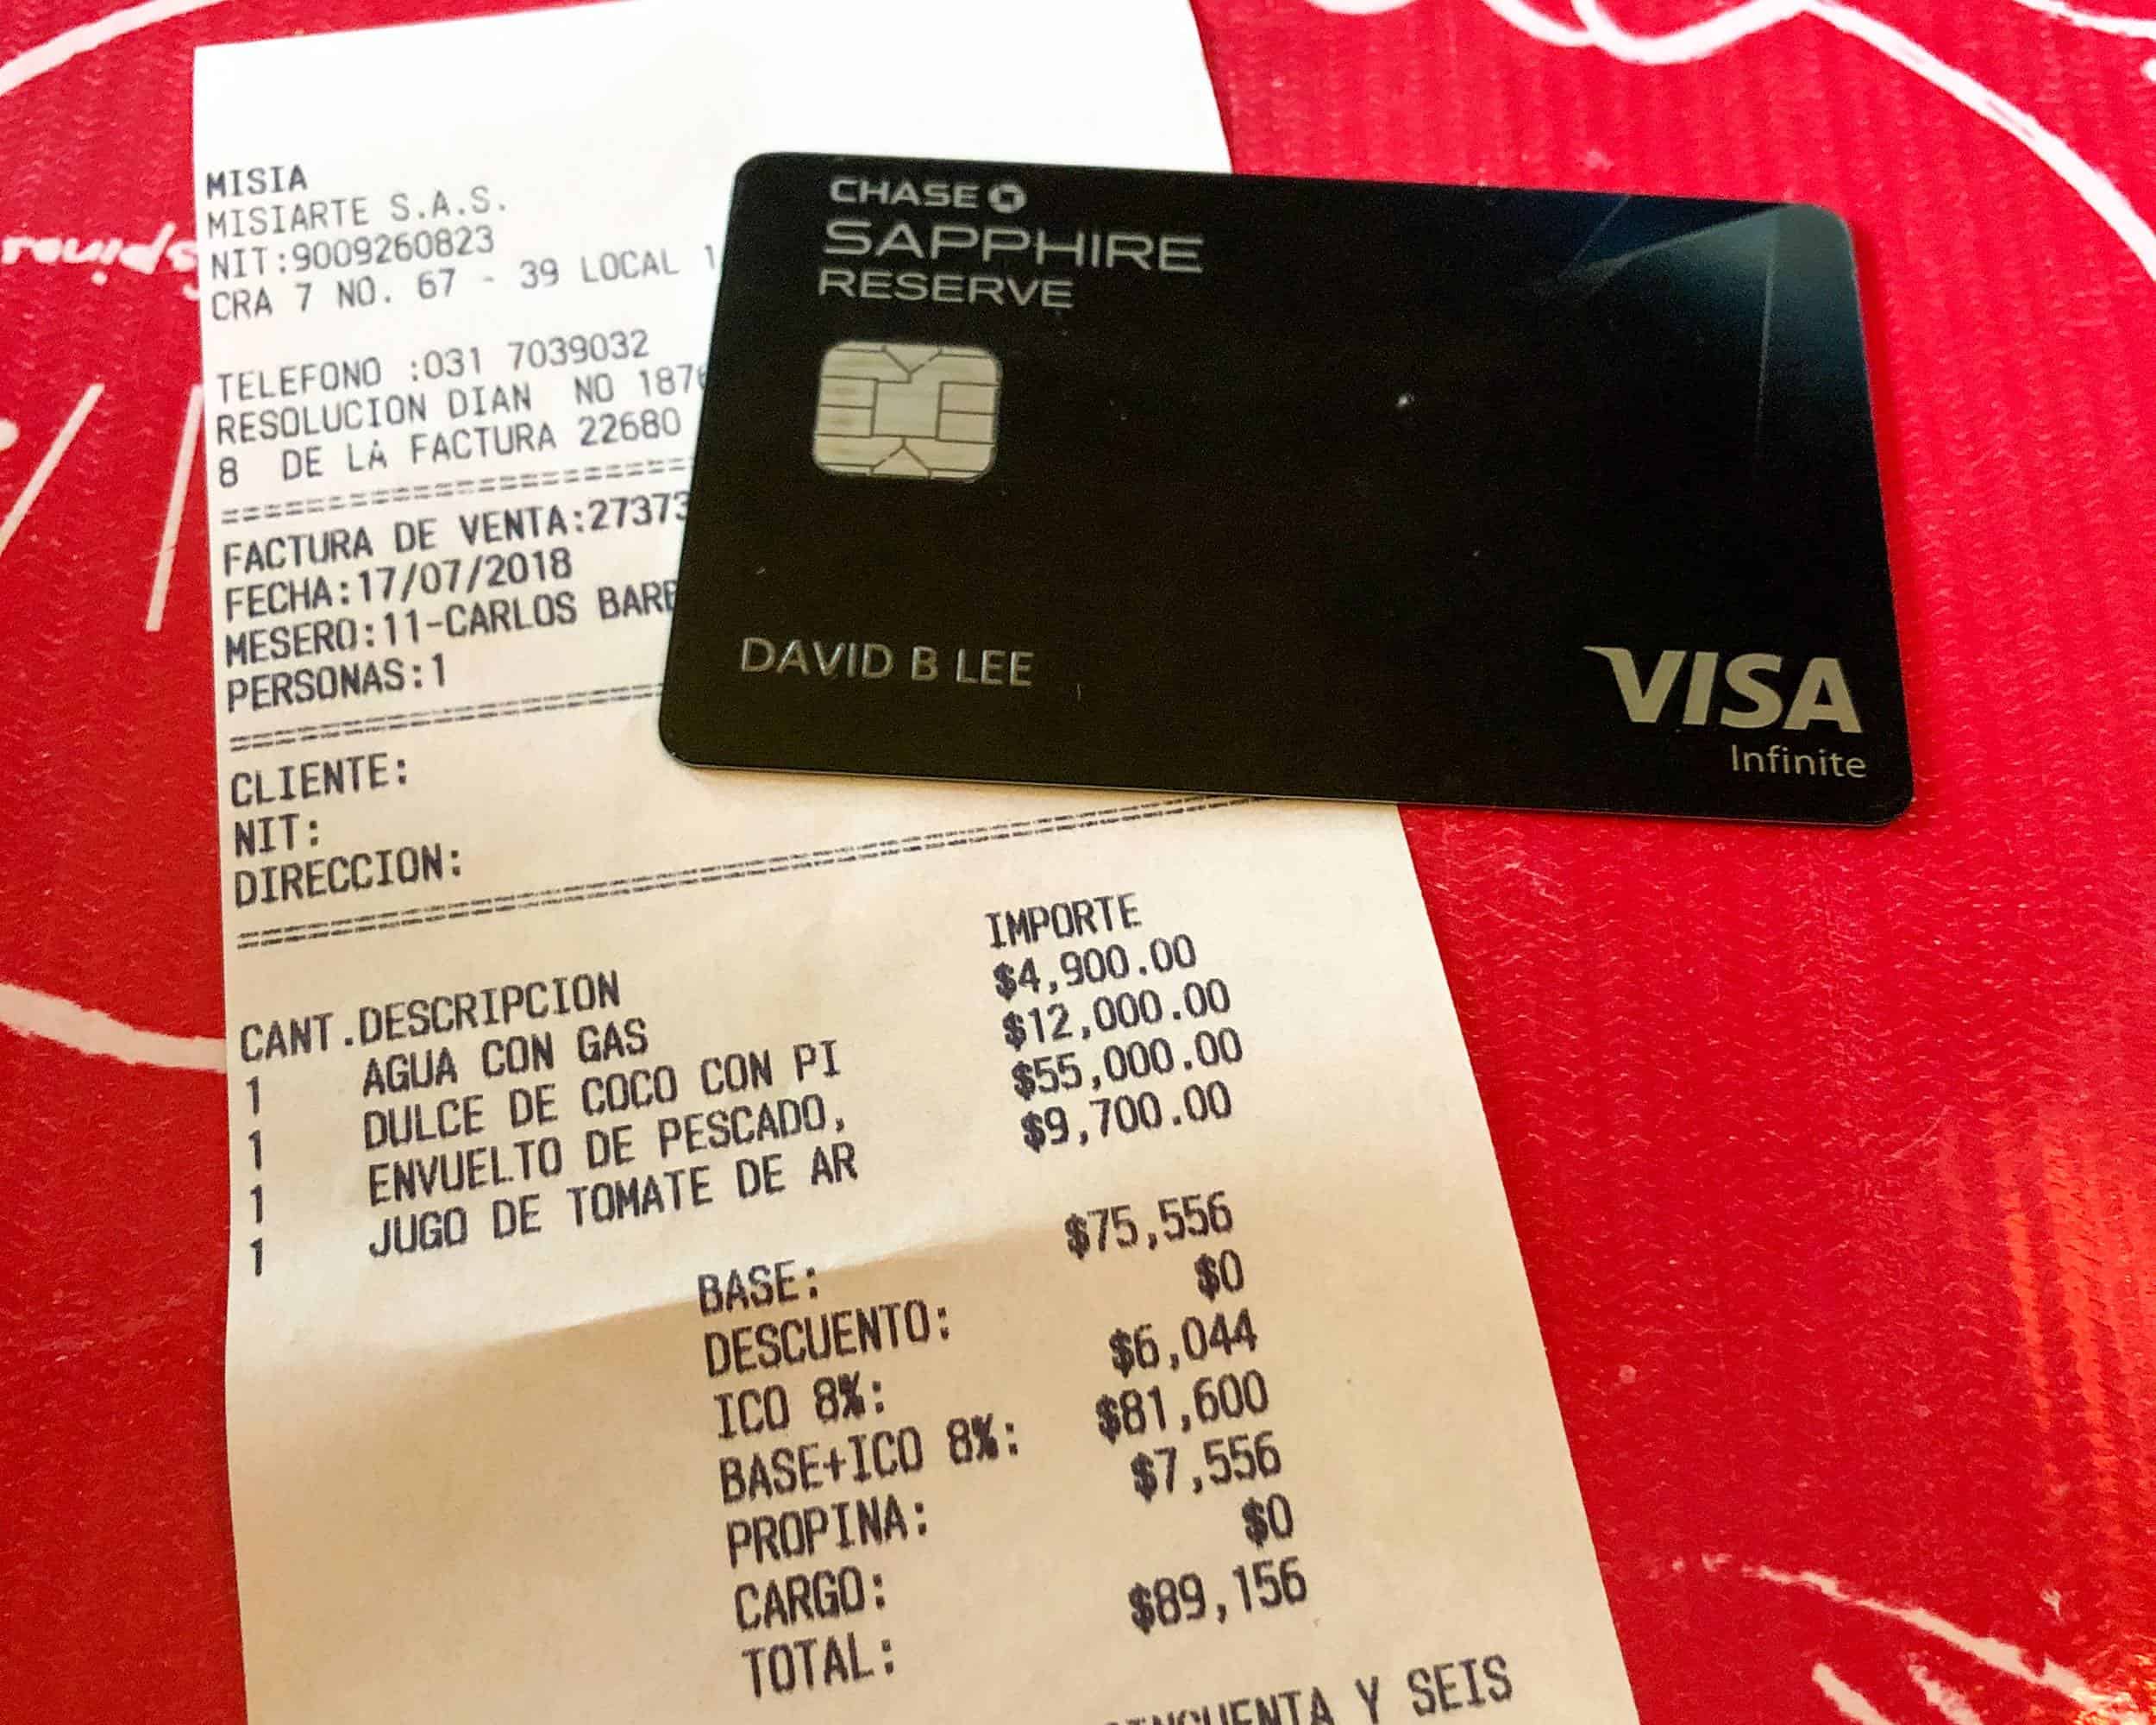 MISIA
MISIARTE S.A.S.
NIT:9009260823
CRA 7 NO. 67 - 39 LOCAL 1
TELEFONO :031 7039032
RESOLUCION DIAN NO 1876
8 DE LA FACTURA 22680
FACTURA DE VENTA:27373
FECHA:17/07/2018
MESERO:11-CARLOS BARB
PERSONAS:1
CLIENTE:
NIT:
DIRECCION:
CANT.DESCRIPCION IMPORTE
1 AGUA CON GAS $4,900.00
1 DULCE DE COCO CON PI $12,000.00
1 ENVUELTO DE PESCADO, $55,000.00
1 JUGO DE TOMATE DE AR $9,700.00
BASE: $75,556
DESCUENTO: $0
ICO 8%: $6,044
BASE+ICO 8%: $81,600
PROPINA: $7,556
CARGO: $0
TOTAL: $89,156
Y SEIS
CHASE
SAPPHIRE
RESERVE
DAVID B LEE
VISA
Infinite